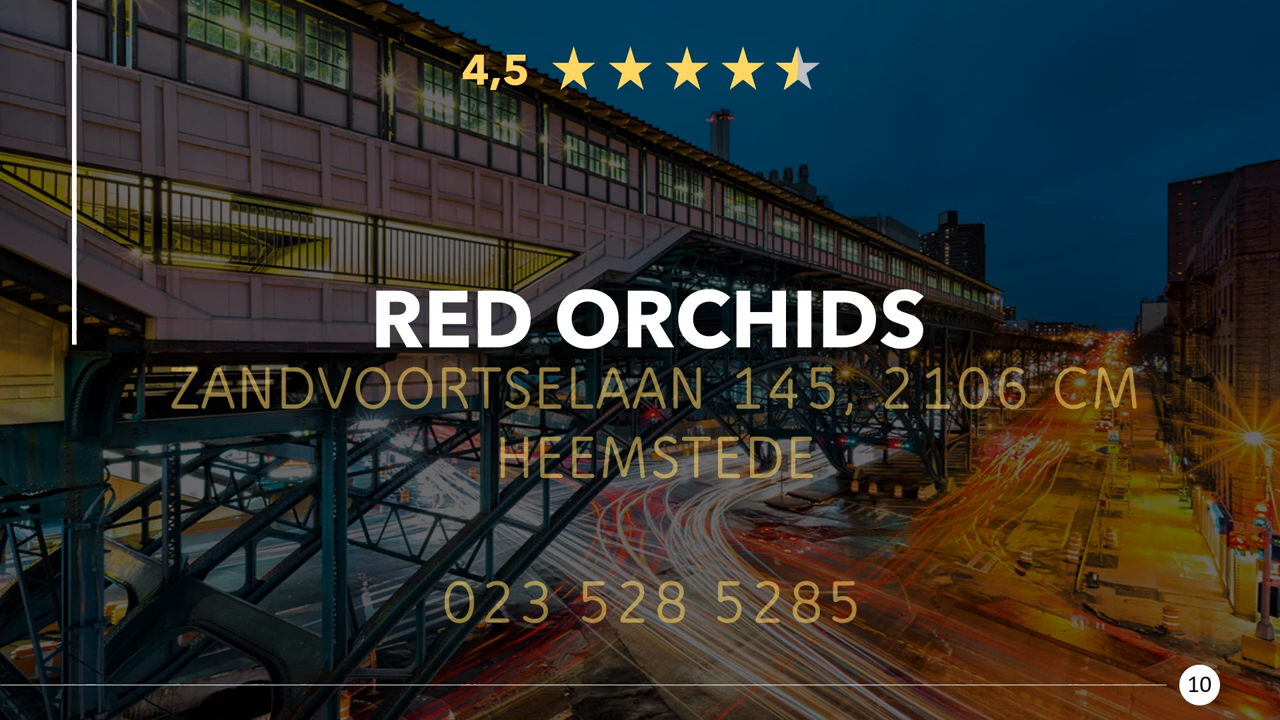 4,5
RED ORCHIDS
ZANDVOORTSELAAN 145, 2106 CM
HEEMSTEDE
023 528 5285
10